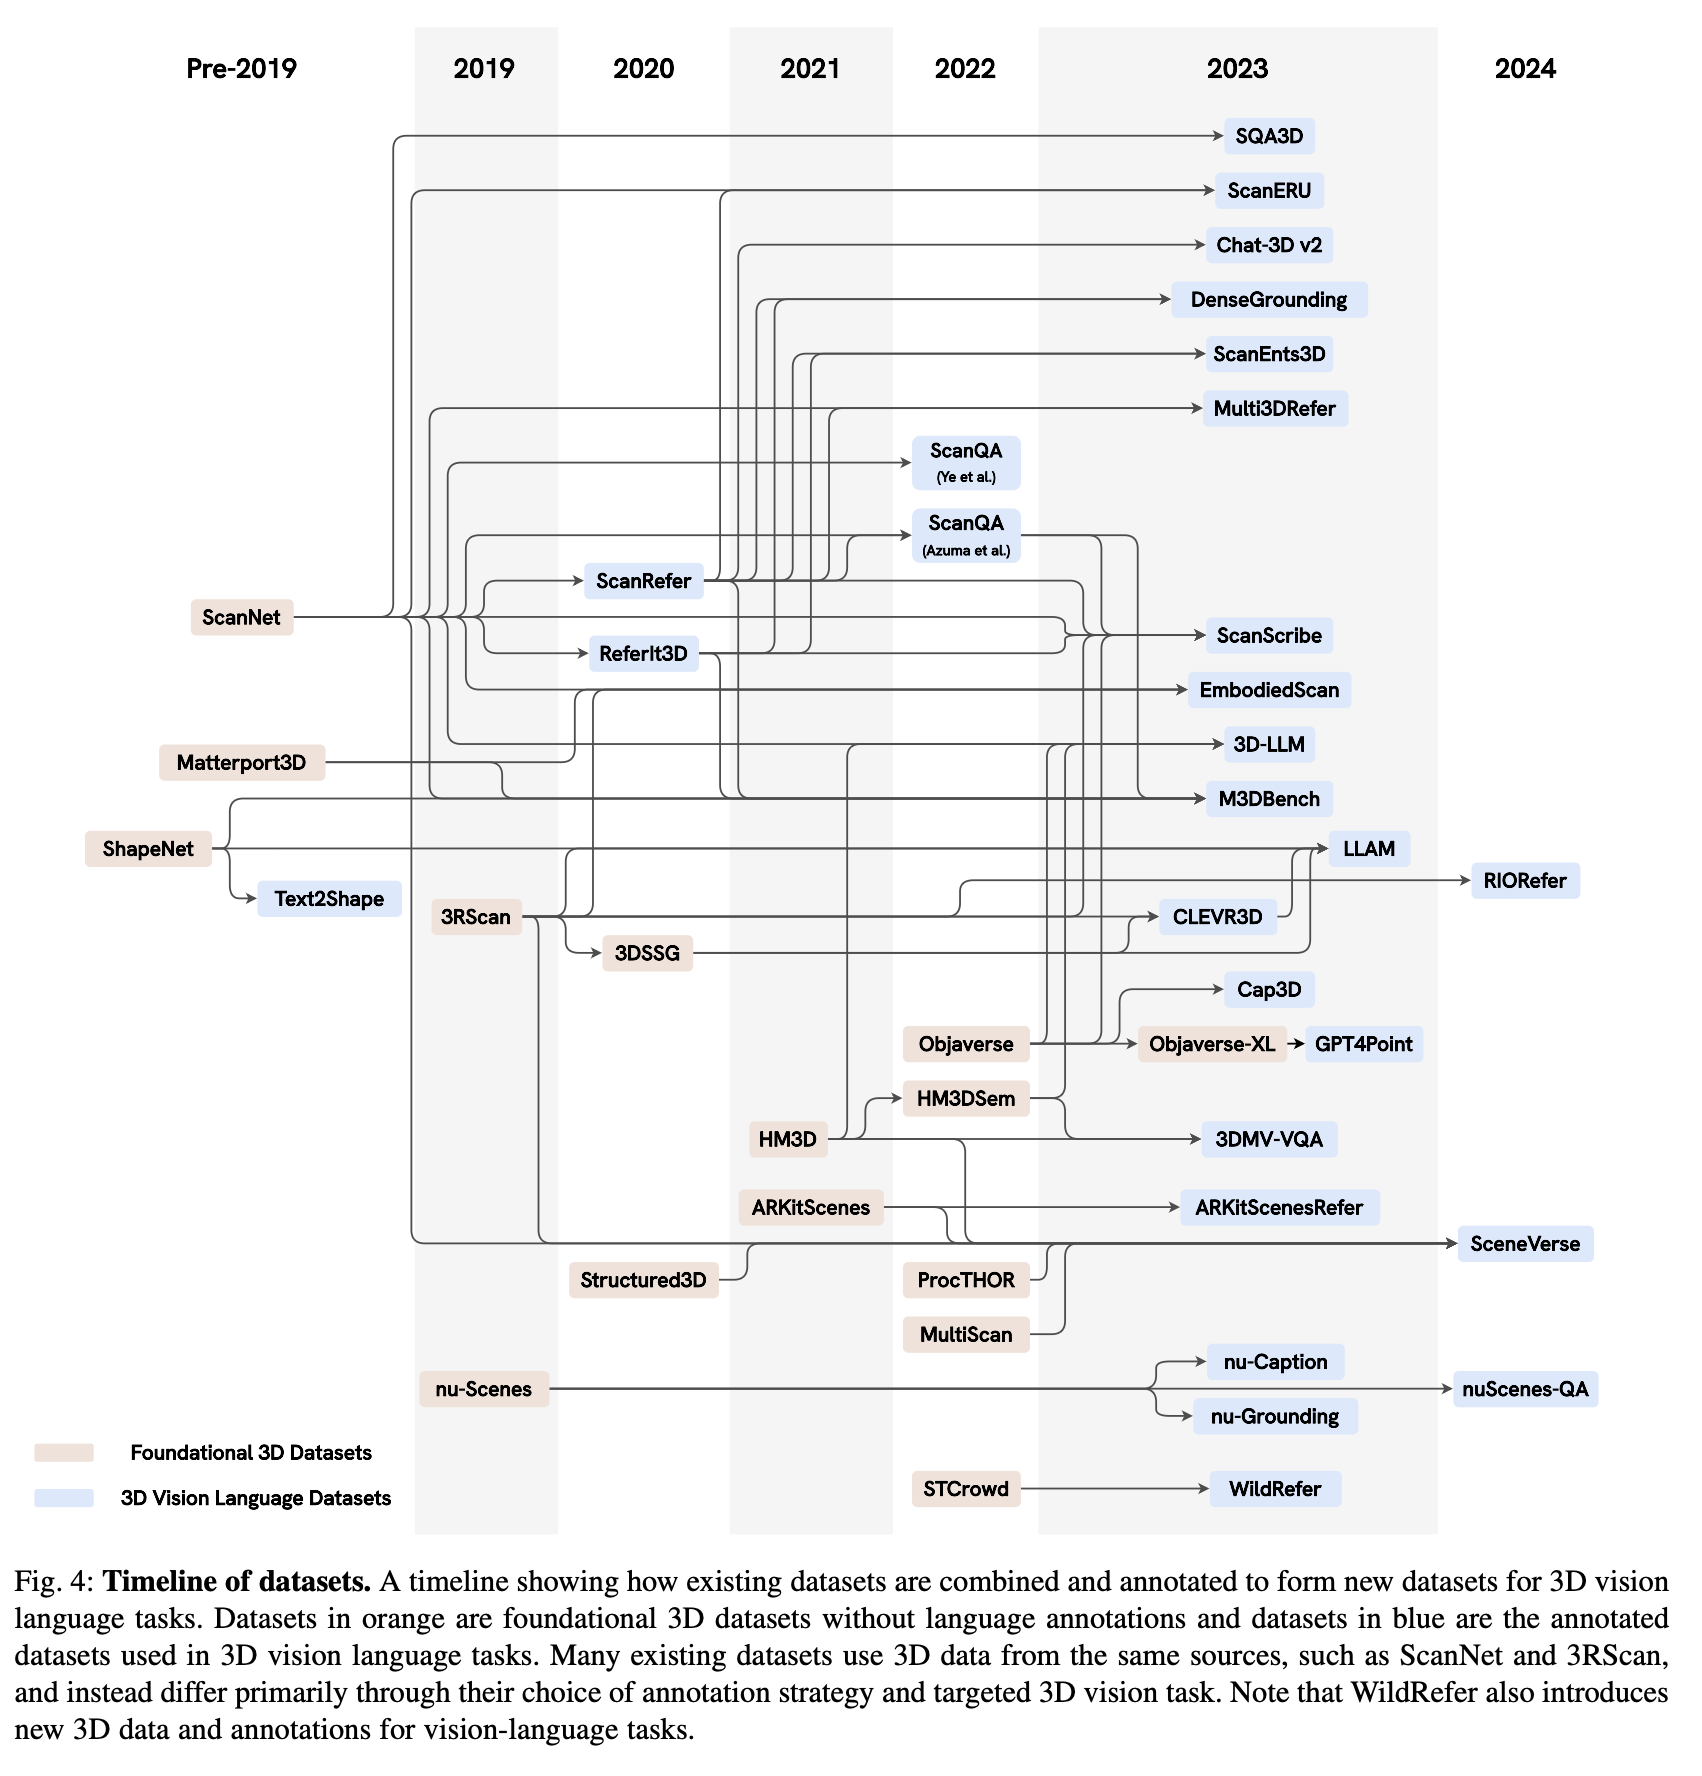 Pre-2019
2019
2020
2021
2022
2023
2024
SQA3D
ScanERU
Chat-3D v2
DenseGrounding
ScanEnts3D
Multi3DRefer
ScanQA
(Ye et al.)
ScanQA
(Azuma et al.)
ScanRefer
ScanNet
ScanScribe
ReferIt3D
EmbodiedScan
3D-LLM
Matterport3D
M3DBench
ShapeNet
LLAM
RIORefer
Text2Shape
3RScan
CLEVR3D
3DSSG
Cap3D
Objaverse
Objaverse-XL
GPT4Point
HM3DSem
HM3D
3DMV-VQA
ARKitScenes
ARKitScenesRefer
SceneVerse
Structured3D
ProcTHOR
MultiScan
nu-Caption
nu-Scenes
nuScenes-QA
nu-Grounding
Foundational 3D Datasets
STCrowd
WildRefer
3D Vision Language Datasets
Fig. 4: Timeline of datasets. A timeline showing how existing datasets are combined and annotated to form new datasets for 3D vision
language tasks. Datasets in orange are foundational 3D datasets without language annotations and datasets in blue are the annotated
datasets used in 3D vision language tasks. Many existing datasets use 3D data from the same sources, such as ScanNet and 3RScan,
and instead differ primarily through their choice of annotation strategy and targeted 3D vision task. Note that WildRefer also introduces
new 3D data and annotations for vision-language tasks.